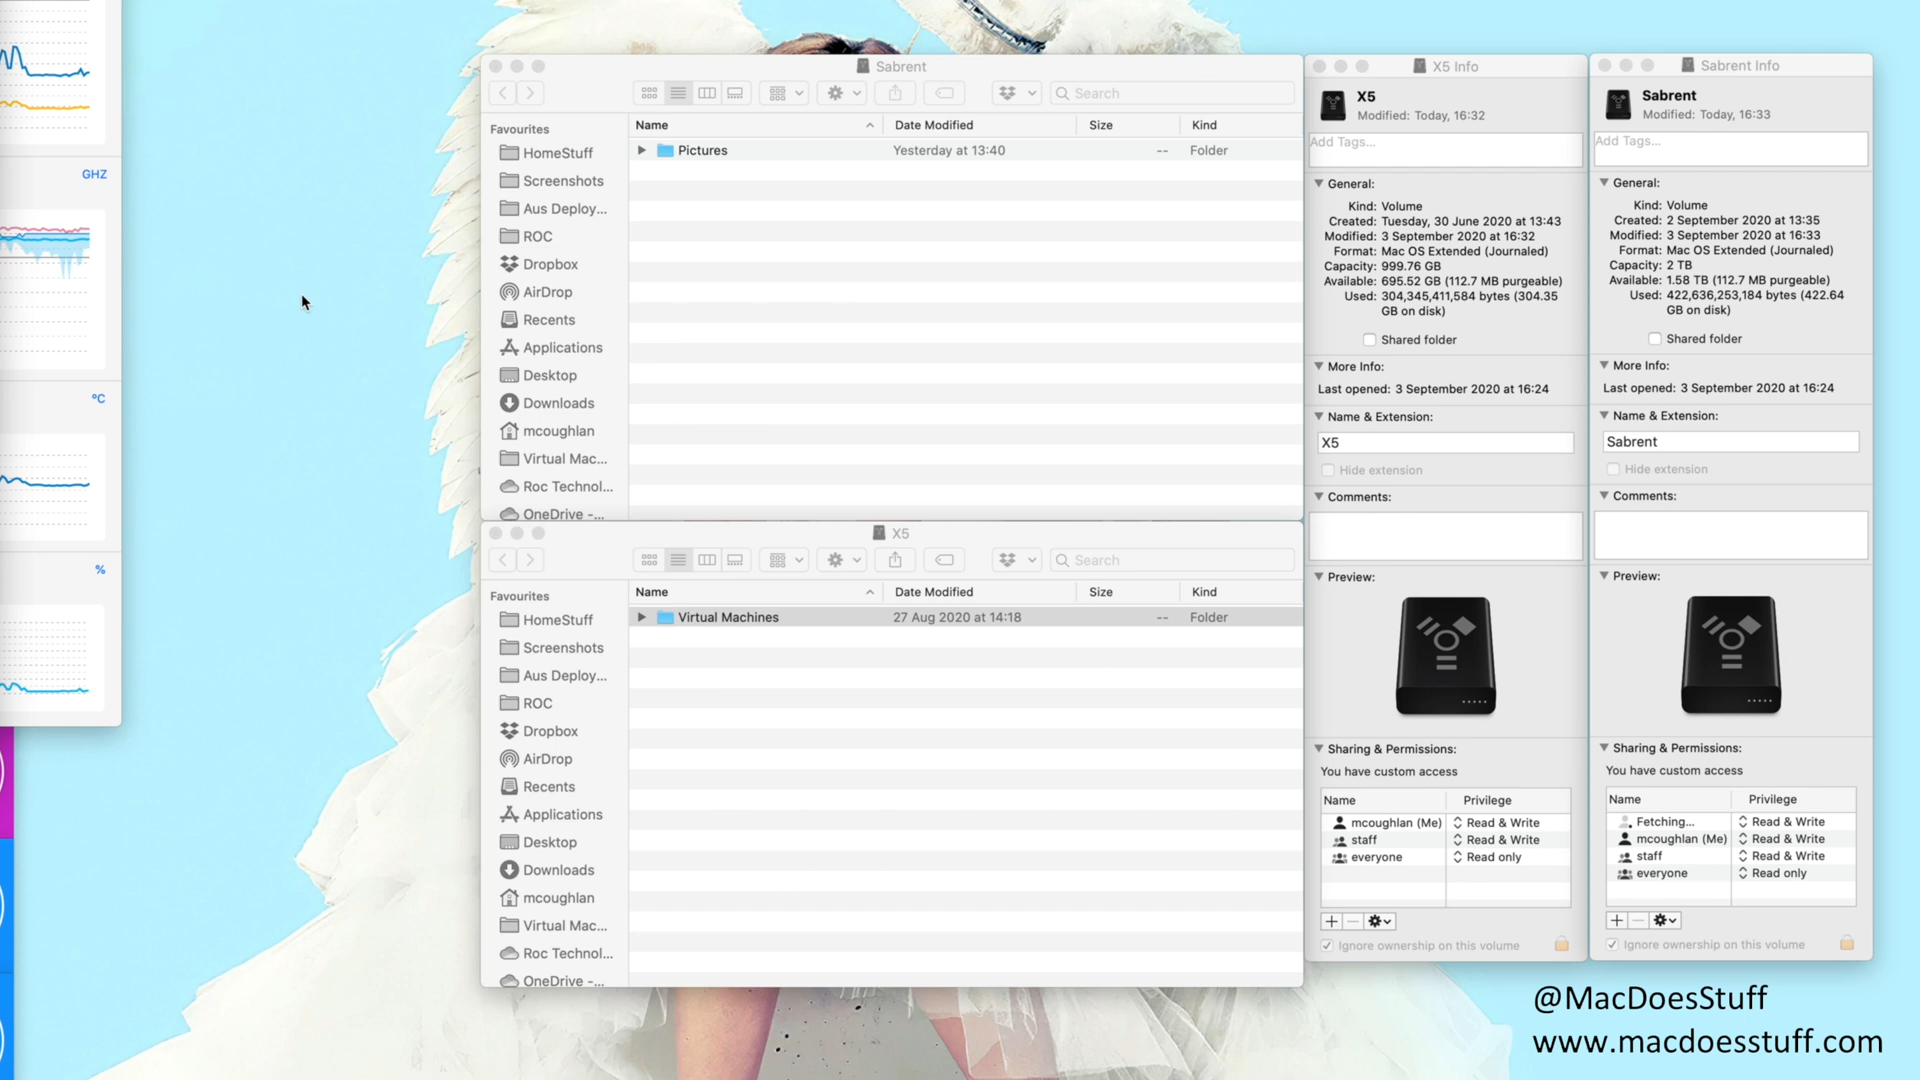 GHZ
°C
%
Sabrent
Search
Favourites
HomeStuff
Screenshots
Aus Deploy...
ROC
Dropbox
AirDrop
Recents
Applications
Desktop
Downloads
mcoughlan
Virtual Mac...
Roc Technol...
OneDrive -...
Name Date Modified Size Kind
Pictures Yesterday at 13:40 -- Folder
X5
Search
Favourites
HomeStuff
Screenshots
Aus Deploy...
ROC
Dropbox
AirDrop
Recents
Applications
Desktop
Downloads
mcoughlan
Virtual Mac...
Roc Technol...
OneDrive -...
Name Date Modified Size Kind
Virtual Machines 27 Aug 2020 at 14:18 -- Folder
X5 Info
X5
Modified: Today, 16:32
Add Tags...
General:
Kind: Volume
Created: Tuesday, 30 June 2020 at 13:43
Modified: 3 September 2020 at 16:32
Format: Mac OS Extended (Journaled)
Capacity: 999.76 GB
Available: 695.52 GB (112.7 MB purgeable)
Used: 304,345,411,584 bytes (304.35
GB on disk)
Shared folder
More Info:
Last opened: 3 September 2020 at 16:24
Name & Extension:
X5
Hide extension
Comments:
Preview:
Sharing & Permissions:
You have custom access
Name Privilege
mcoughlan (Me) Read & Write
staff Read & Write
everyone Read only
Ignore ownership on this volume
Sabrent Info
Sabrent
Modified: Today, 16:33
Add Tags...
General:
Kind: Volume
Created: 2 September 2020 at 13:35
Modified: 3 September 2020 at 16:33
Format: Mac OS Extended (Journaled)
Capacity: 2 TB
Available: 1.58 TB (112.7 MB purgeable)
Used: 422,636,253,184 bytes (422.64
GB on disk)
Shared folder
More Info:
Last opened: 3 September 2020 at 16:24
Name & Extension:
Sabrent
Hide extension
Comments:
Preview:
Sharing & Permissions:
You have custom access
Name Privilege
Fetching... Read & Write
mcoughlan (Me) Read & Write
staff Read & Write
everyone Read only
Ignore ownership on this volume
@MacDoesStuff
www.macdoesstuff.com